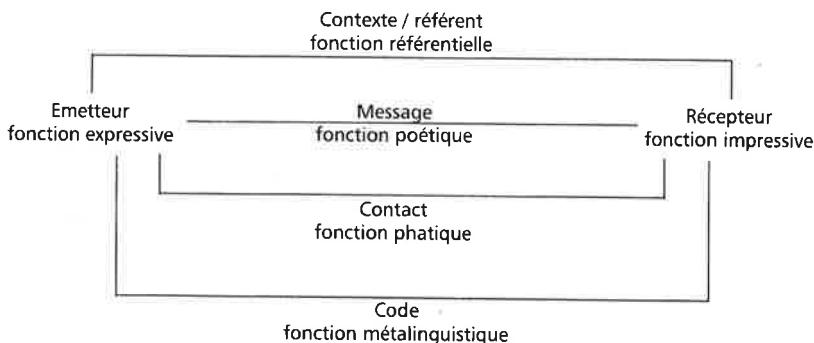 Contexte / référent
fonction référentielle
Emetteur
fonction expressive
Message
fonction poétique
Récepteur
fonction impressive
Contact
fonction phatique
Code
fonction métalinguistique